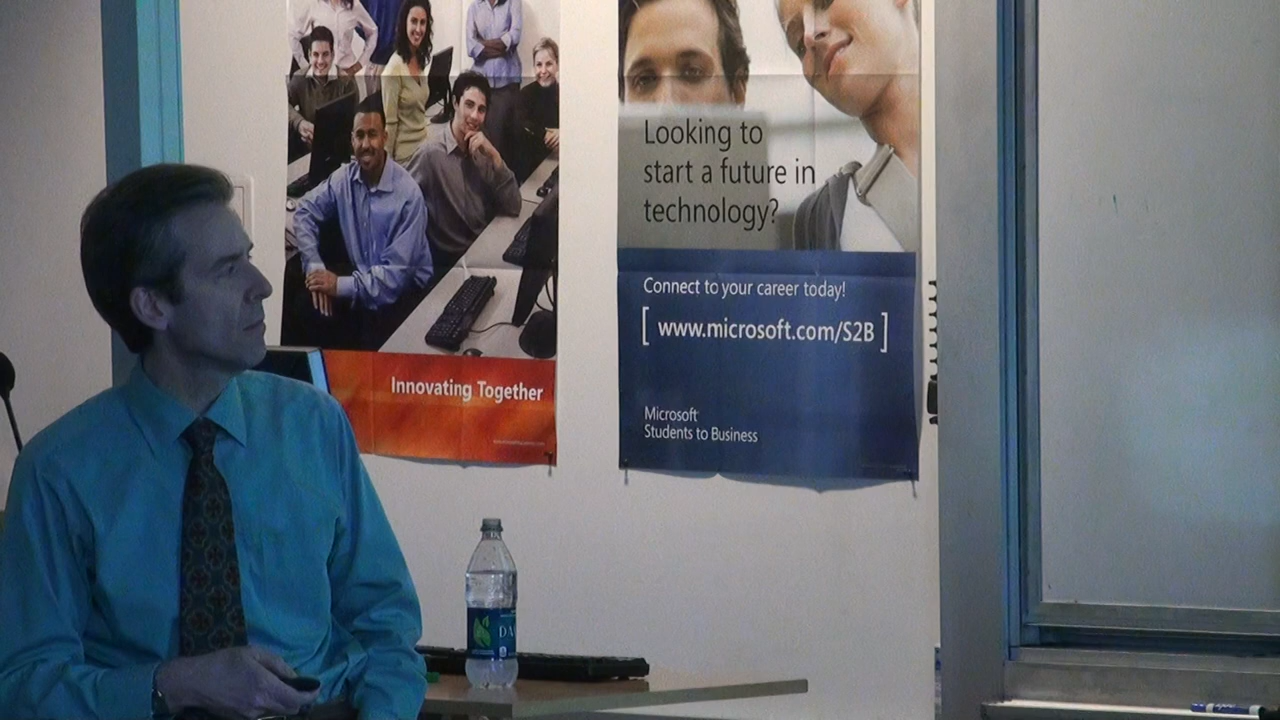 Looking to
start a future in
technology?
Connect to your career today!
[ www.microsoft.com/S2B ]
Microsoft
Students to Business
Innovating Together
DA